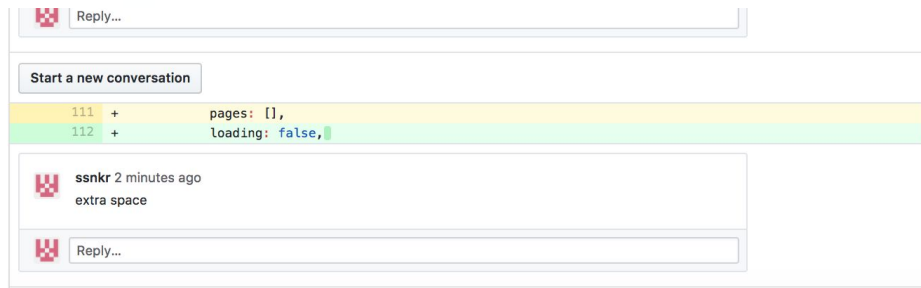 Reply...
Start a new conversation
111 + pages: [],
112 + loading: false,
ssnkr 2 minutes ago
extra space
Reply...